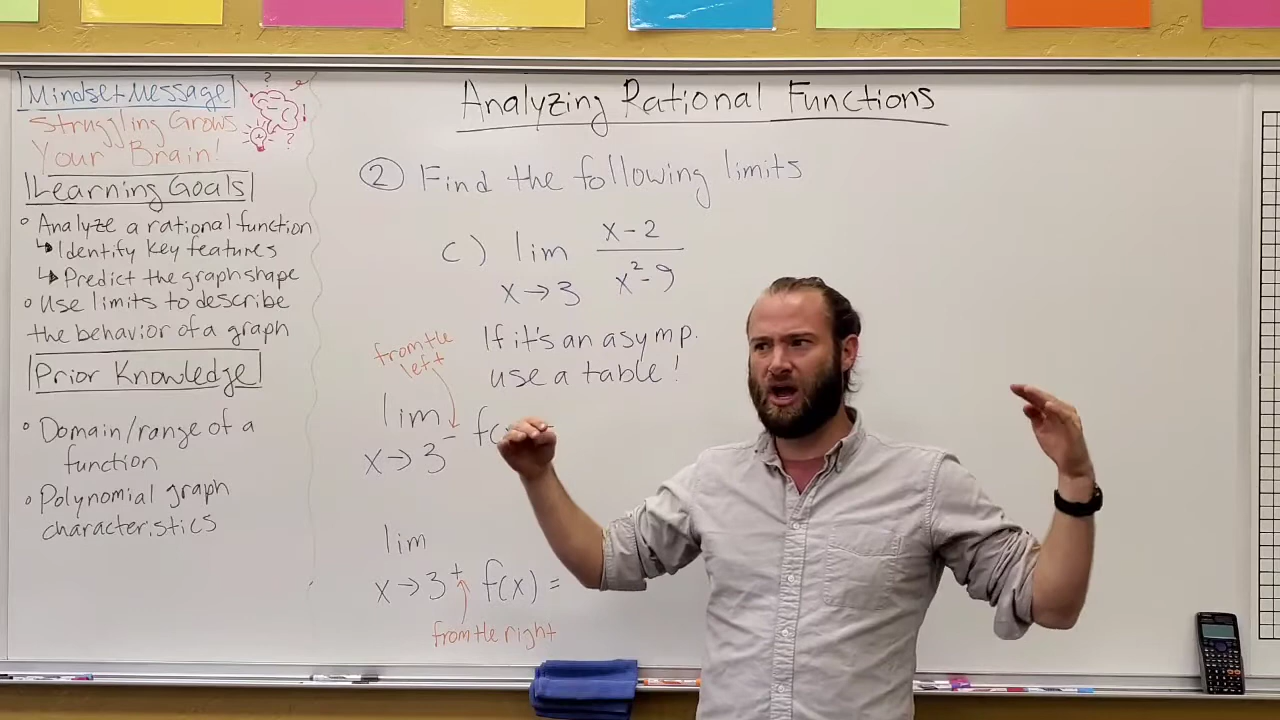 Mindset Message
Struggling Grows
Your Brain!
Learning Goals
° Analyze a rational function
↳ Identify key features
↳ Predict the graph shape
° Use limits to describe
the behavior of a graph
Prior Knowledge
° Domain/range of a
function
° Polynomial graph
characteristics
Analyzing Rational Functions
② Find the following limits
c) lim x-2
x→3 x²-9
If it's an asymp.
use a table!
from the
left
lim
x→3⁻ f(
lim
x→3⁺ f(x) =
from the right